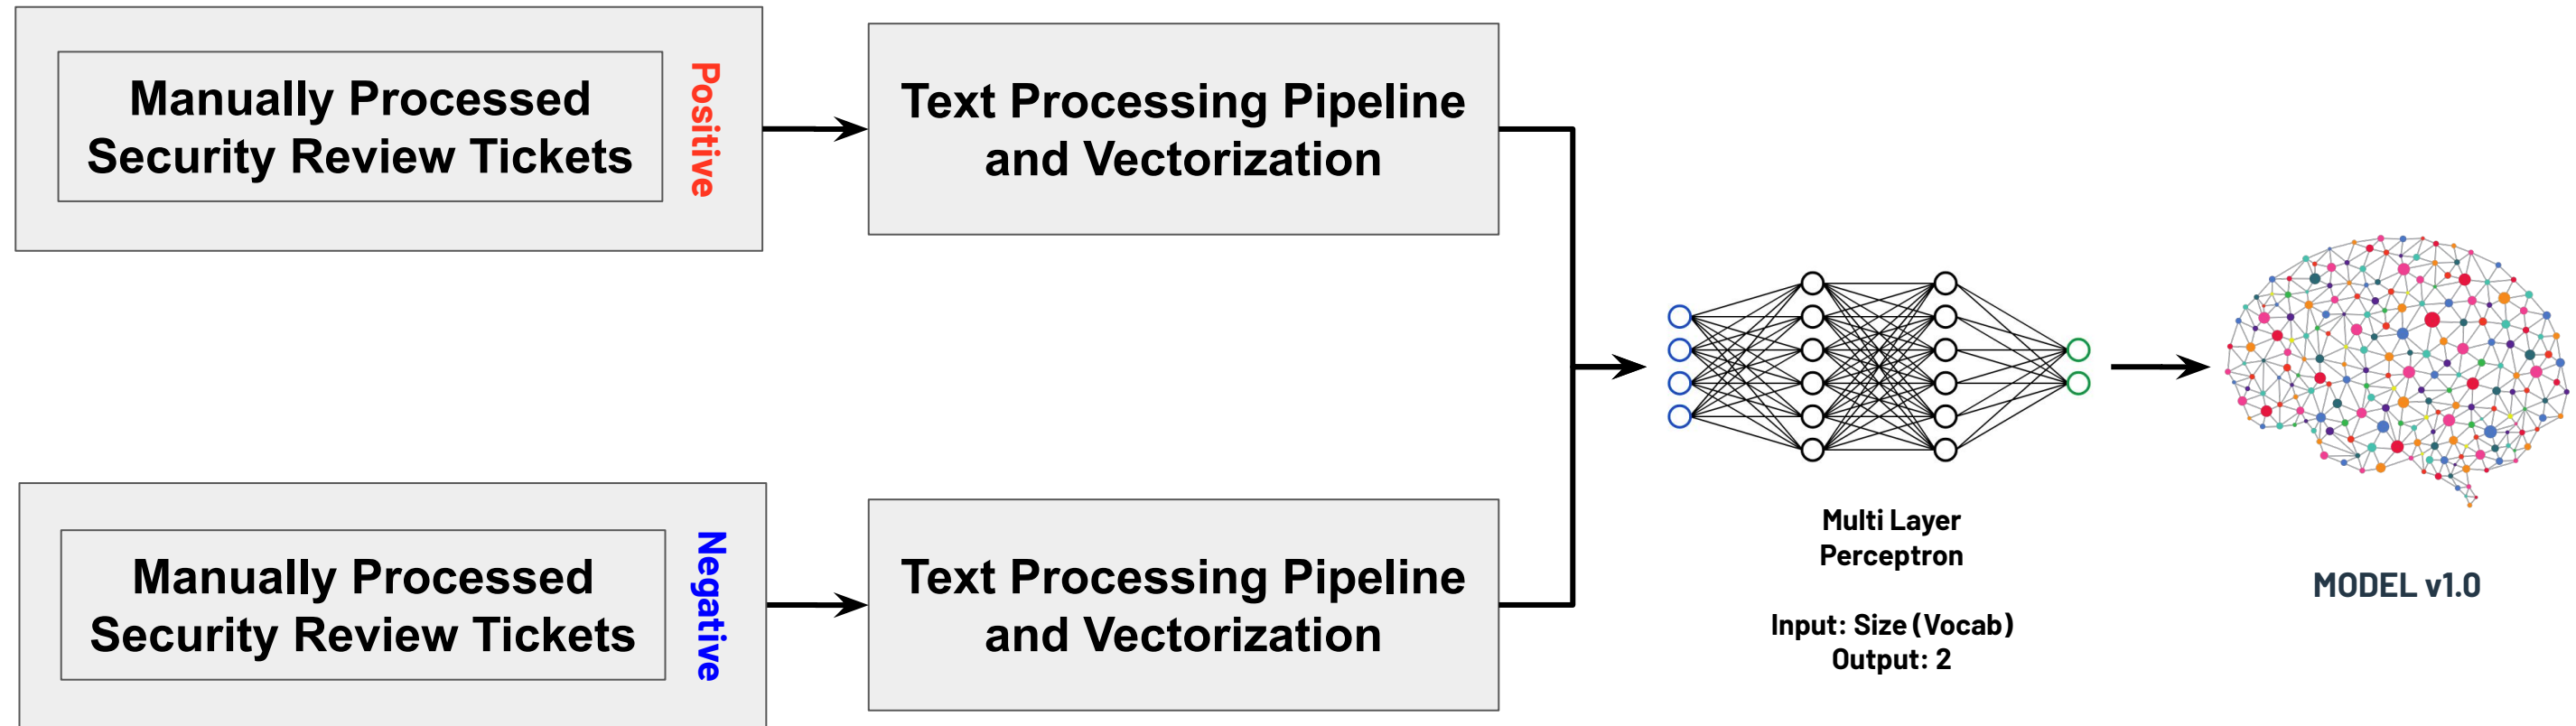 Manually Processed
Security Review Tickets
Positive
Text Processing Pipeline
and Vectorization
Manually Processed
Security Review Tickets
Negative
Text Processing Pipeline
and Vectorization
Multi Layer
Perceptron
Input: Size (Vocab)
Output: 2
MODEL v1.0